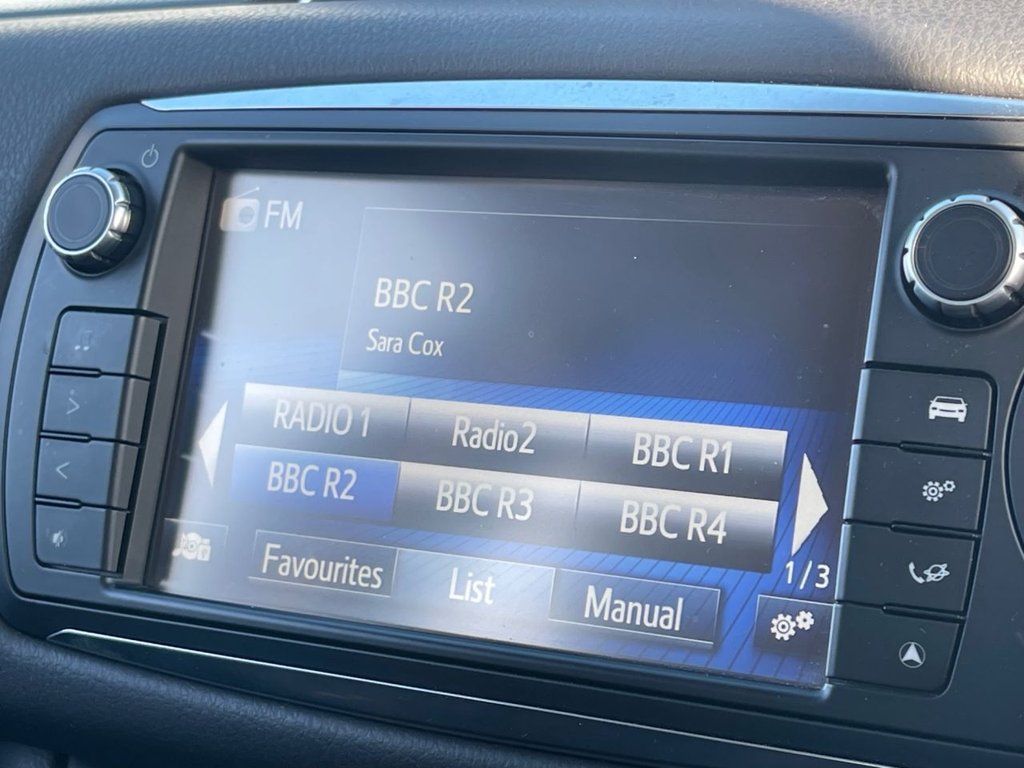 FM
BBC R2
Sara Cox
RADIO 1 Radio2 BBC R1
BBC R2 BBC R3 BBC R4
1/3
Favourites List Manual